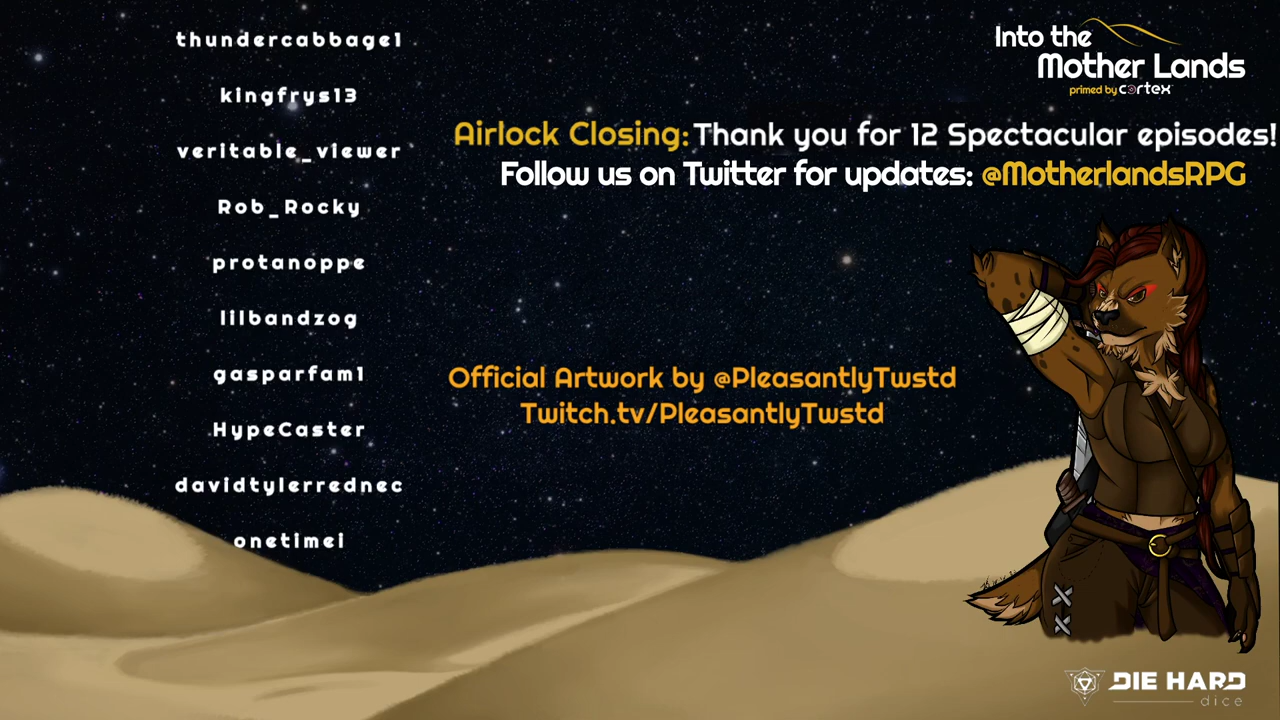 thundercabbage1
kingfrys13
veritable_viewer
Rob_Rocky
protanoppe
lilbandzog
gasparfam1
HypeCaster
davidtylerrednec
onetimei
Into the
Mother Lands
primed by cortex
Airlock Closing: Thank you for 12 Spectacular episodes!
Follow us on Twitter for updates: @MotherlandsRPG
Official Artwork by @PleasantlyTwstd
Twitch.tv/PleasantlyTwstd
DIE HARD
dice